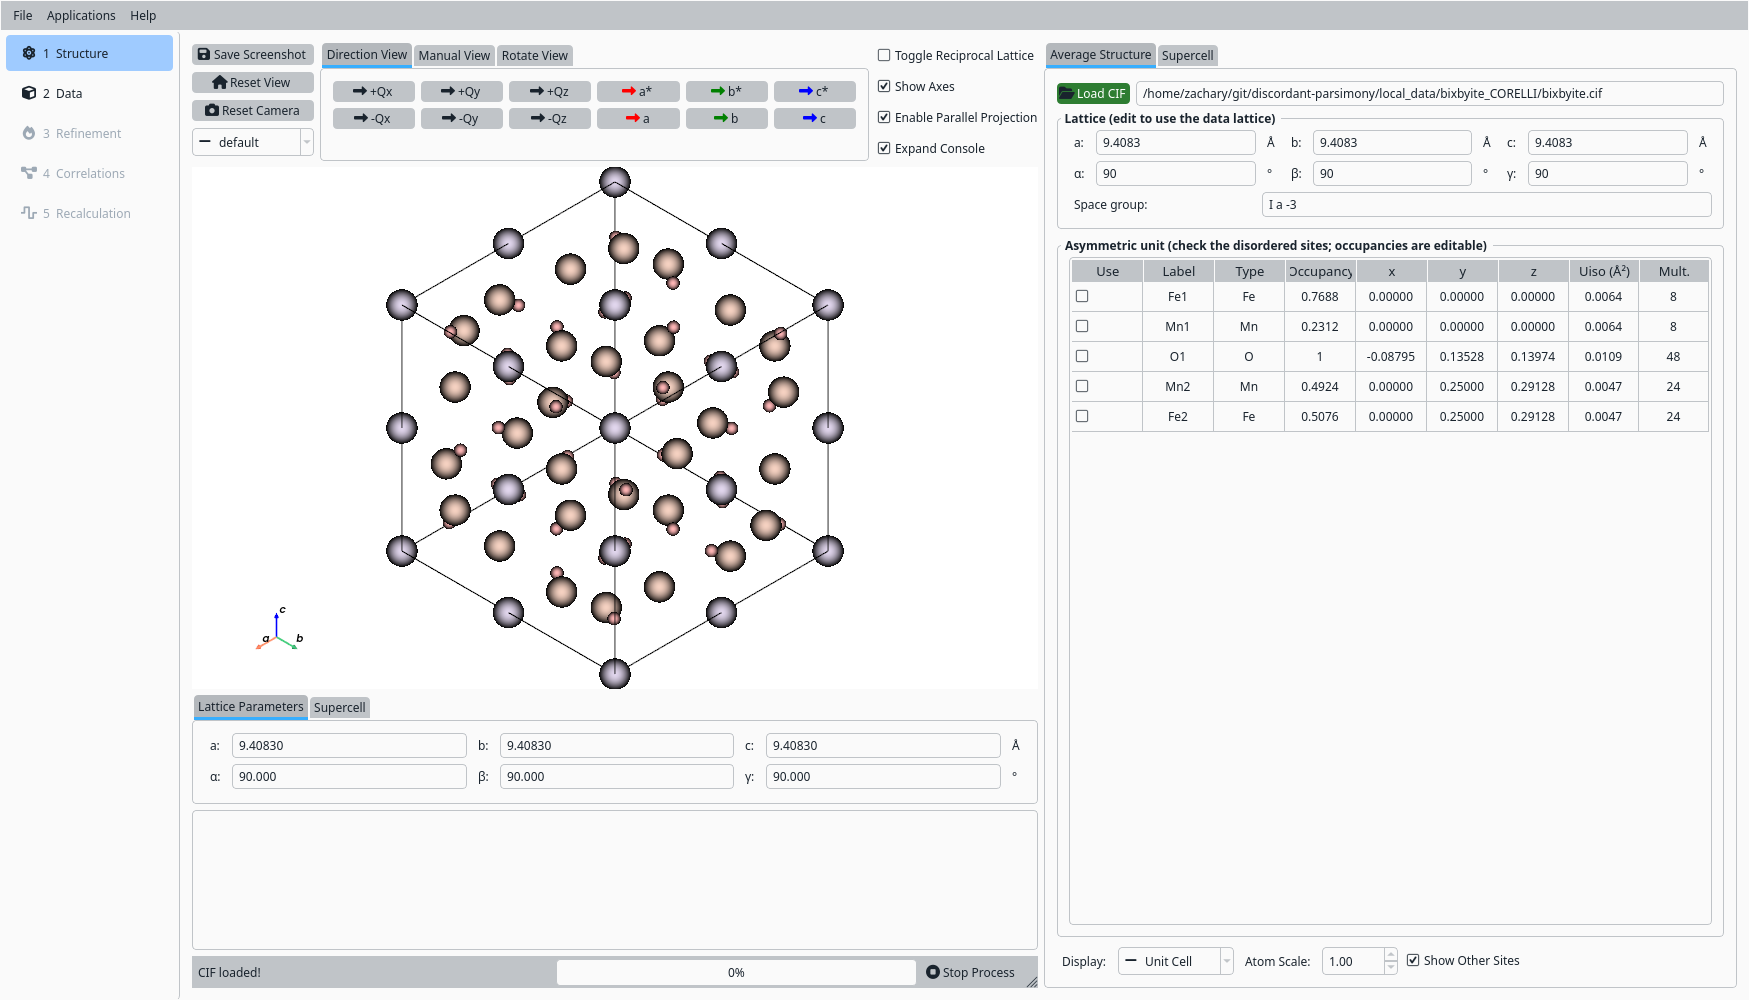 File Applications Help
1 Structure
2 Data
3 Refinement
4 Correlations
5 Recalculation
Save Screenshot
Reset View
Reset Camera
default
Direction View Manual View Rotate View
+Qx +Qy +Qz a* b* c*
-Qx -Qy -Qz a b c
Toggle Reciprocal Lattice
Show Axes
Enable Parallel Projection
Expand Console
c
a b
Lattice Parameters Supercell
a: 9.40830 b: 9.40830 c: 9.40830 Å
α: 90.000 β: 90.000 γ: 90.000 °
CIF loaded! 0% Stop Process
Average Structure Supercell
Load CIF /home/zachary/git/discordant-parsimony/local_data/bixbyite_CORELLI/bixbyite.cif
Lattice (edit to use the data lattice)
a: 9.4083 Å b: 9.4083 Å c: 9.4083 Å
α: 90 ° β: 90 ° γ: 90 °
Space group: I a -3
Asymmetric unit (check the disordered sites; occupancies are editable)
Use Label Type Occupancy x y z Uiso (Å²) Mult.
Fe1 Fe 0.7688 0.00000 0.00000 0.00000 0.0064 8
Mn1 Mn 0.2312 0.00000 0.00000 0.00000 0.0064 8
O1 O 1 -0.08795 0.13528 0.13974 0.0109 48
Mn2 Mn 0.4924 0.00000 0.25000 0.29128 0.0047 24
Fe2 Fe 0.5076 0.00000 0.25000 0.29128 0.0047 24
Display: Unit Cell Atom Scale: 1.00 Show Other Sites